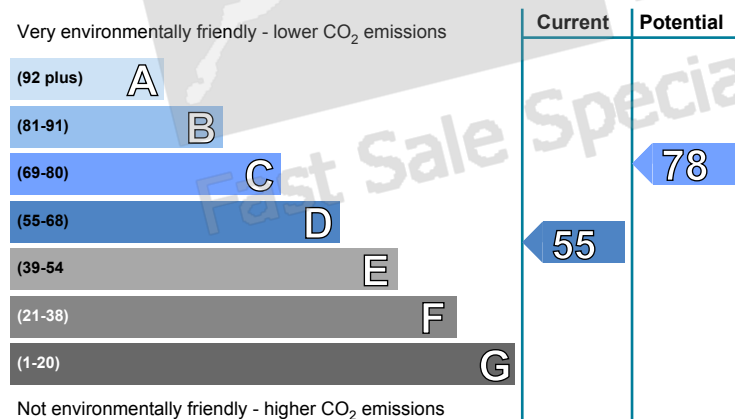 Very environmentally friendly - lower CO₂ emissions
Current Potential
(92 plus) A
(81-91) B
(69-80) C
78
(55-68) D
55
(39-54 E
(21-38) F
(1-20) G
Not environmentally friendly - higher CO₂ emissions
Fast Sale Specia